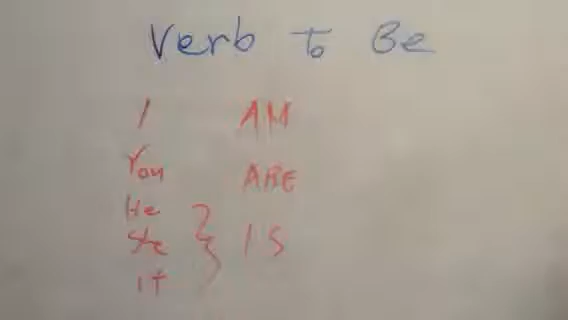 Verb to Be
I AM
You ARE
He
She } IS
it